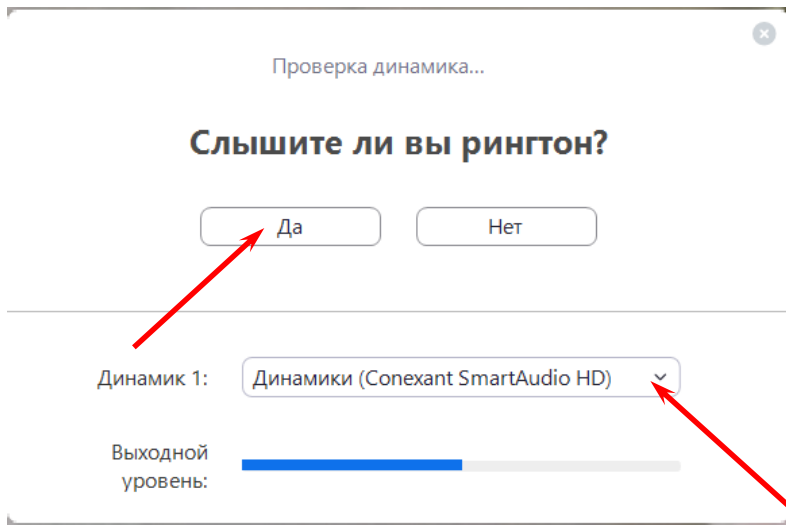 Проверка динамика...
Слышите ли вы рингтон?
Да
Нет
Динамик 1:
Динамики (Conexant SmartAudio HD)
Выходной
уровень: